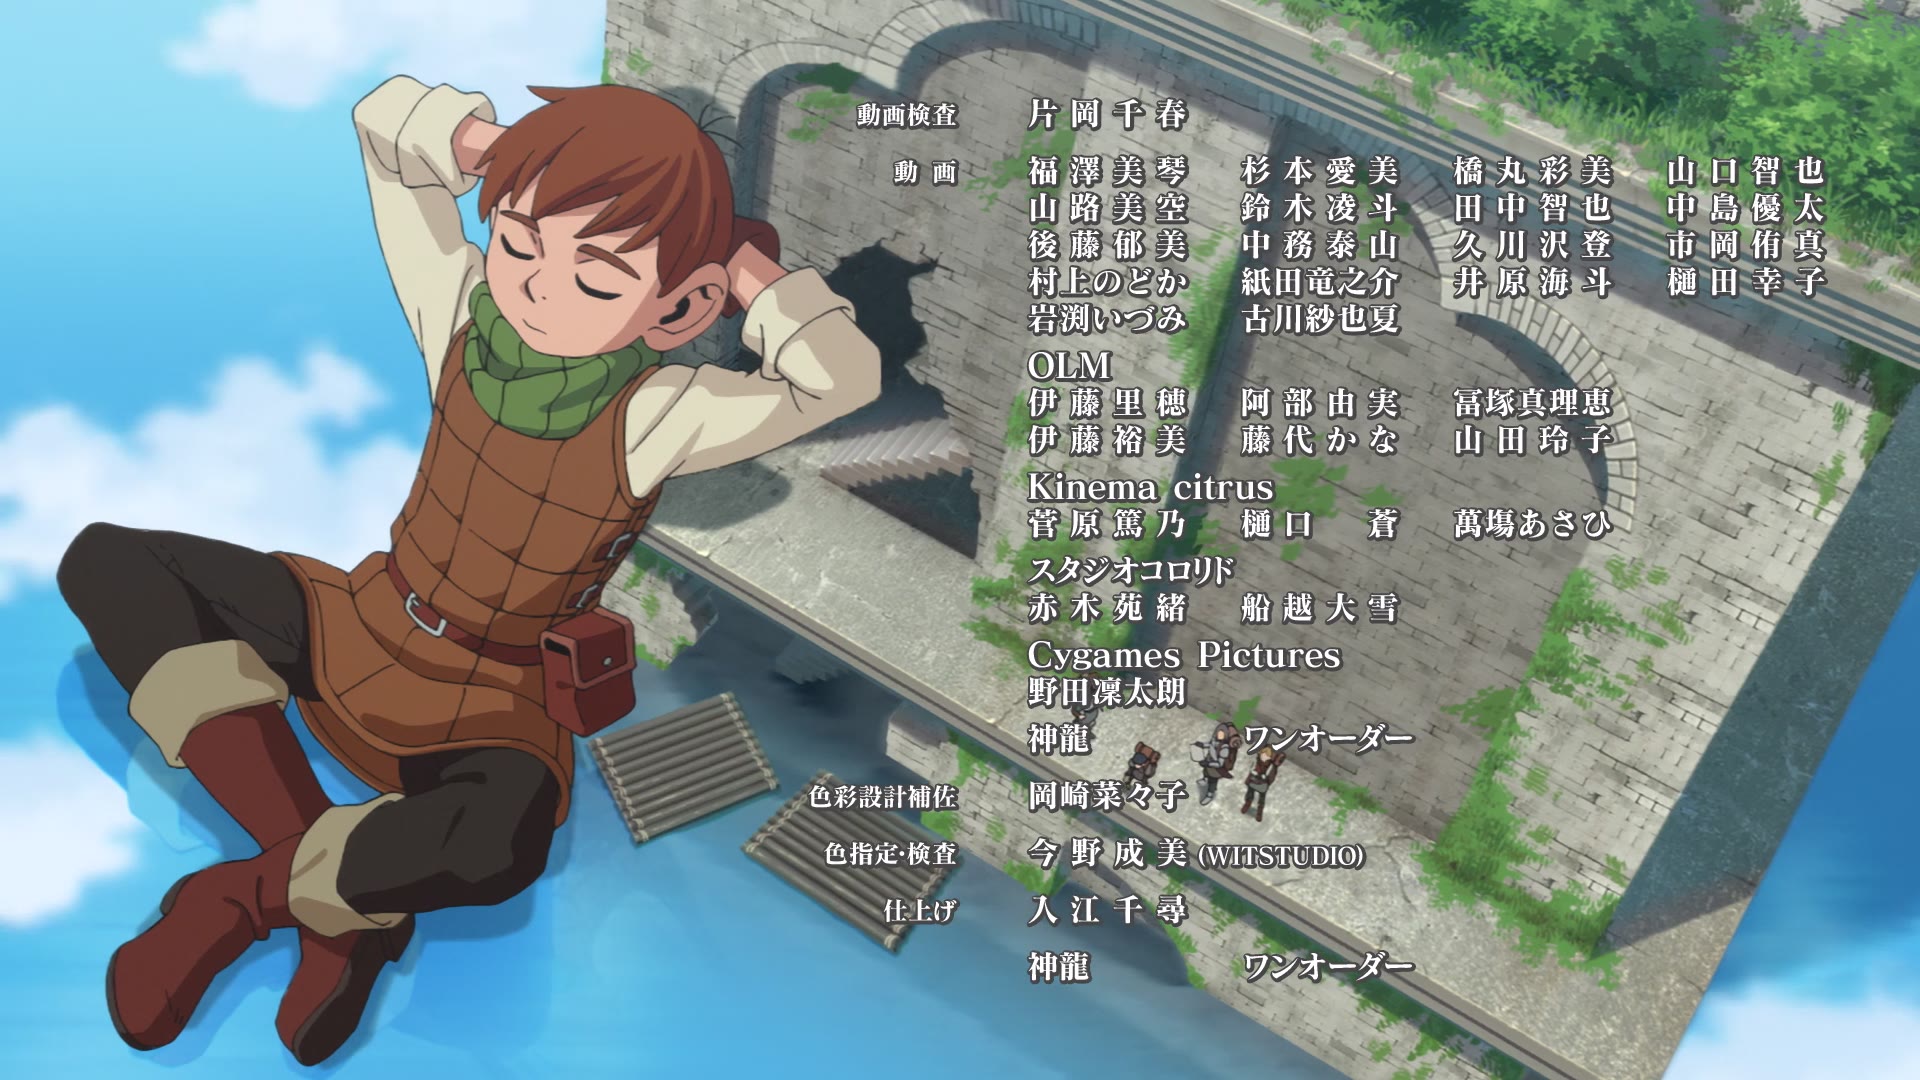 動画検査 片岡千春
動画 福澤美琴 杉本愛美 橋丸彩美 山口智也
山路美空 鈴木凌斗 田中智也 中島優太
後藤郁美 中務泰山 久川沢登 市岡侑真
村上のどか 紙田竜之介 井原海斗 樋田幸子
岩渕いづみ 古川紗也夏
OLM
伊藤里穂 阿部由実 冨塚真理恵
伊藤裕美 藤代かな 山田玲子
Kinema citrus
菅原篤乃 樋口蒼 萬塲あさひ
スタジオコロリド
赤木苑緒 船越大雪
Cygames Pictures
野田凜太朗
神龍 ワンオーダー
色彩設計補佐 岡崎菜々子
色指定・検査 今野成美(WITSTUDIO)
仕上げ 入江千尋
神龍 ワンオーダー